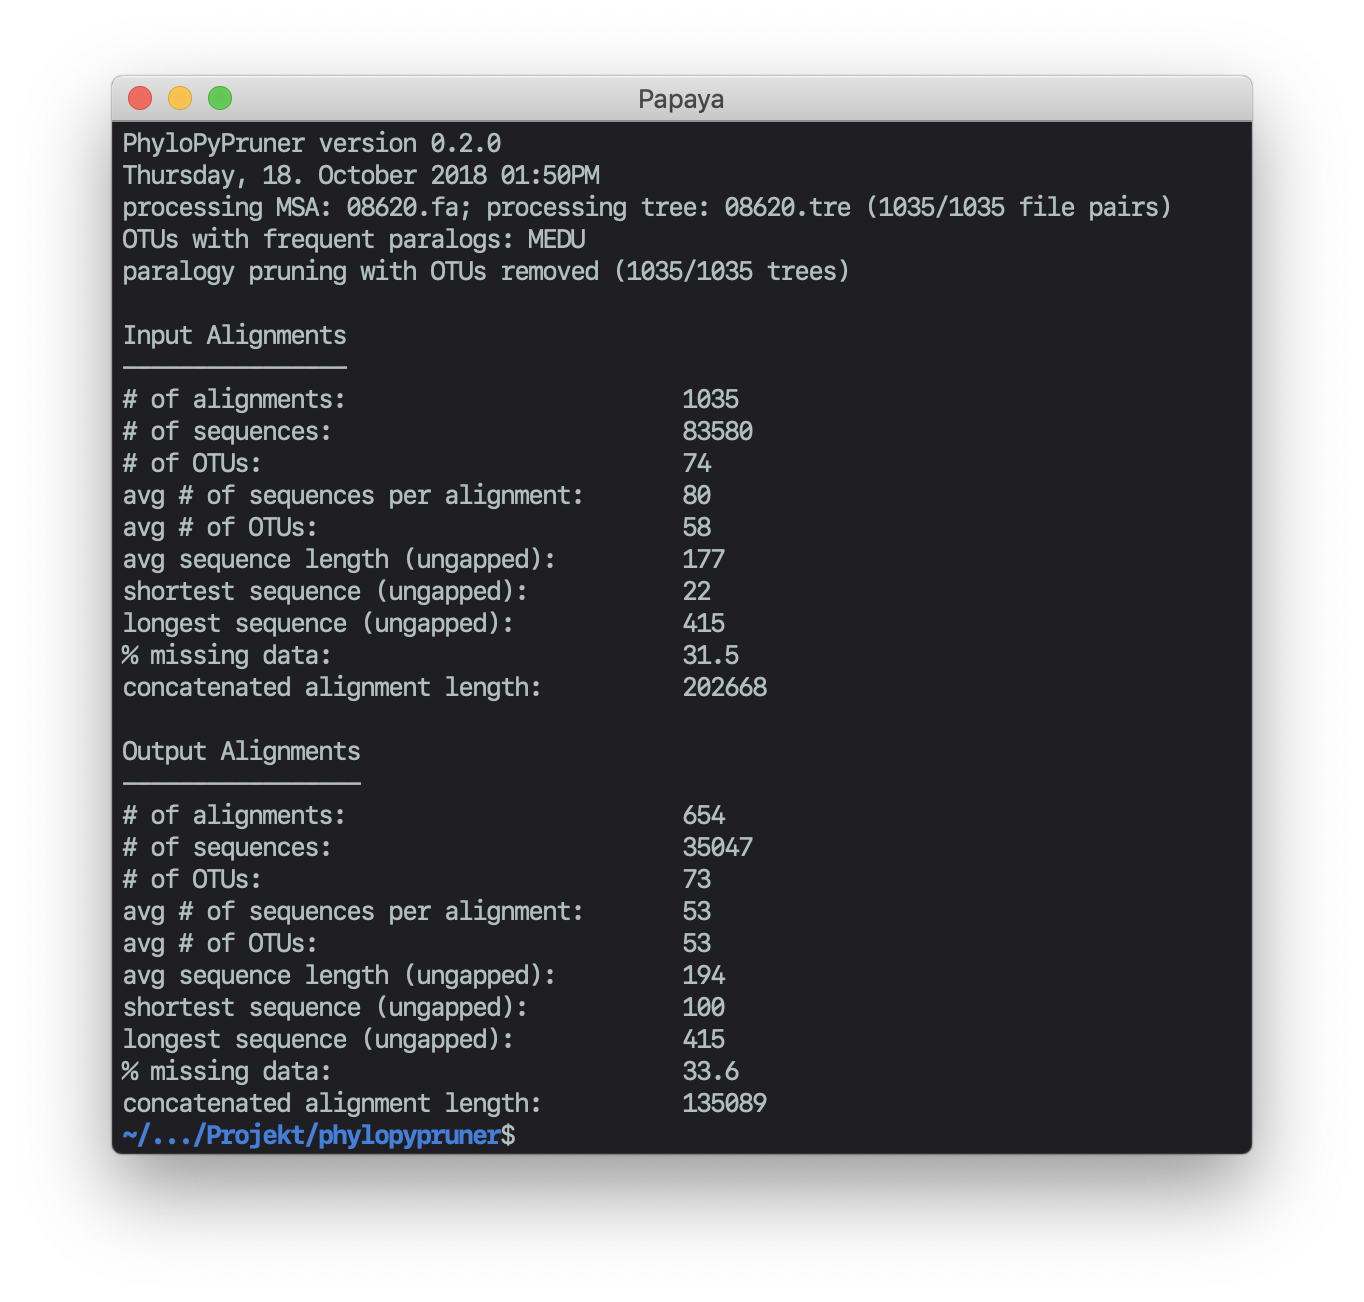 Papaya
PhyloPyPruner version 0.2.0
Thursday, 18. October 2018 01:50PM
processing MSA: 08620.fa; processing tree: 08620.tre (1035/1035 file pairs)
OTUs with frequent paralogs: MEDU
paralogy pruning with OTUs removed (1035/1035 trees)
Input Alignments
# of alignments: 1035
# of sequences: 83580
# of OTUs: 74
avg # of sequences per alignment: 80
avg # of OTUs: 58
avg sequence length (ungapped): 177
shortest sequence (ungapped): 22
longest sequence (ungapped): 415
% missing data: 31.5
concatenated alignment length: 202668
Output Alignments
# of alignments: 654
# of sequences: 35047
# of OTUs: 73
avg # of sequences per alignment: 53
avg # of OTUs: 53
avg sequence length (ungapped): 194
shortest sequence (ungapped): 100
longest sequence (ungapped): 415
% missing data: 33.6
concatenated alignment length: 135089
~/.../Projekt/phylopypruner$